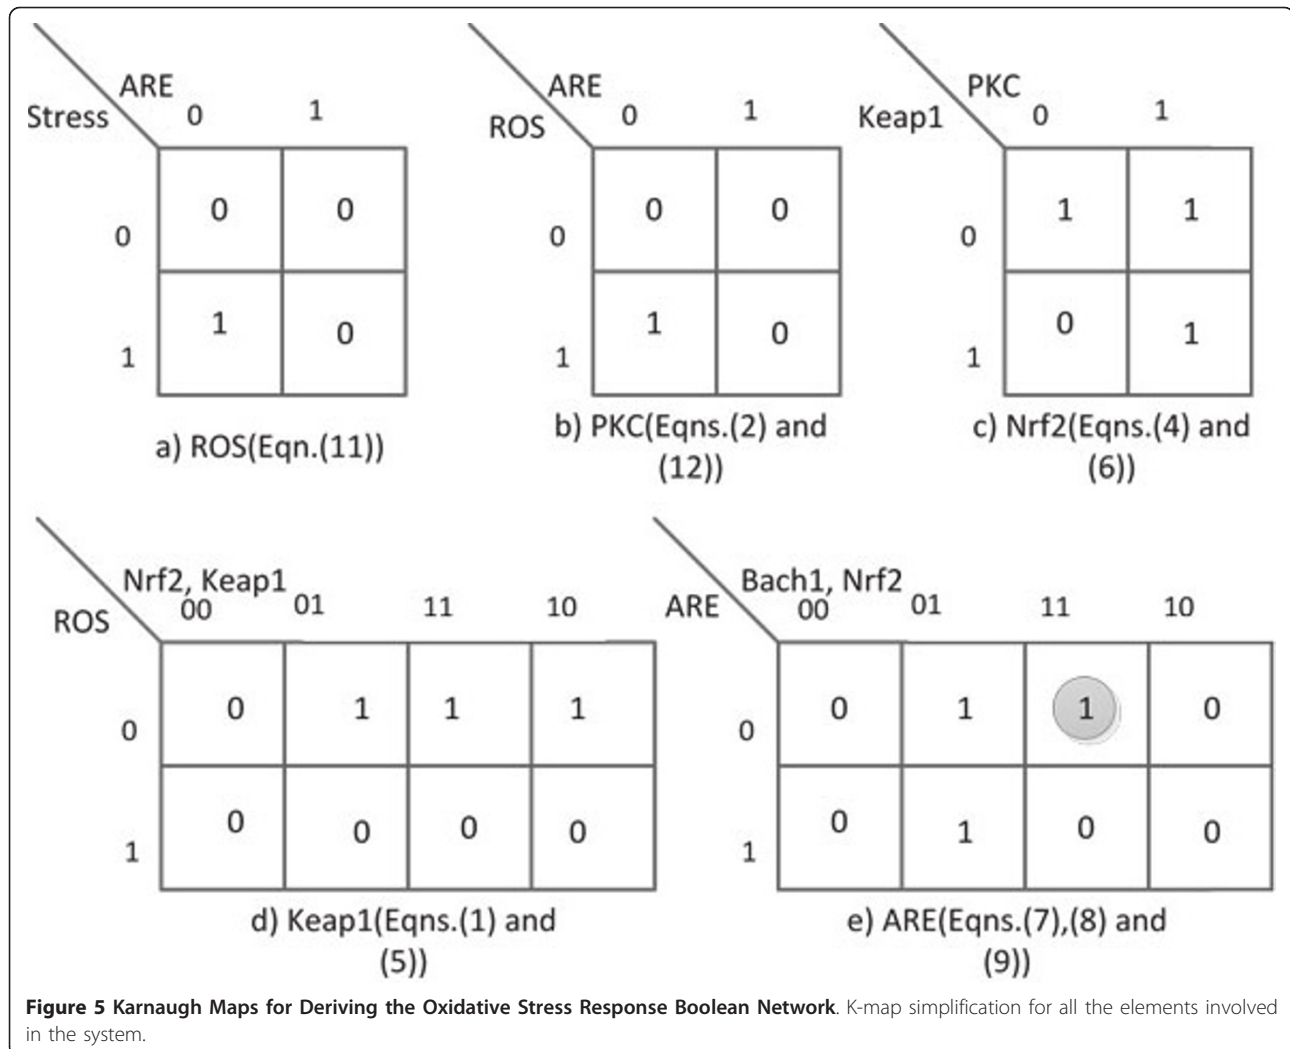 ARE
Stress
0 1
0 0 0
1 1 0
a) ROS(Eqn.(11))
ARE
ROS
0 1
0 0 0
1 1 0
b) PKC(Eqns.(2) and
(12))
PKC
Keap1
0 1
0 1 1
1 0 1
c) Nrf2(Eqns.(4) and
(6))
Nrf2, Keap1
ROS
00 01 11 10
0 0 1 1 1
1 0 0 0 0
d) Keap1(Eqns.(1) and
(5))
Bach1, Nrf2
ARE
00 01 11 10
0 0 1 1 0
1 0 1 0 0
e) ARE(Eqns.(7),(8) and
(9))
Figure 5 Karnaugh Maps for Deriving the Oxidative Stress Response Boolean Network. K-map simplification for all the elements involved
in the system.